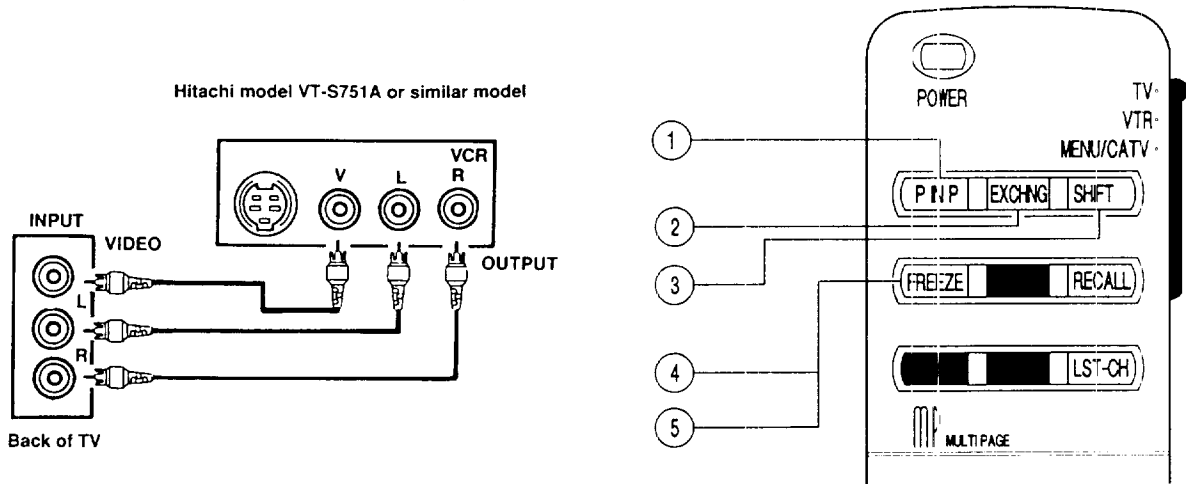 Hitachi model VT-S751A or similar model
VCR
V L R
INPUT
VIDEO
L
R
OUTPUT
Back of TV
POWER
TV
VTR
MENU/CATV
1
P IN P EXCHNG SHIFT
2
3
FREEZE RECALL
4
LST-CH
5
MULTI PAGE